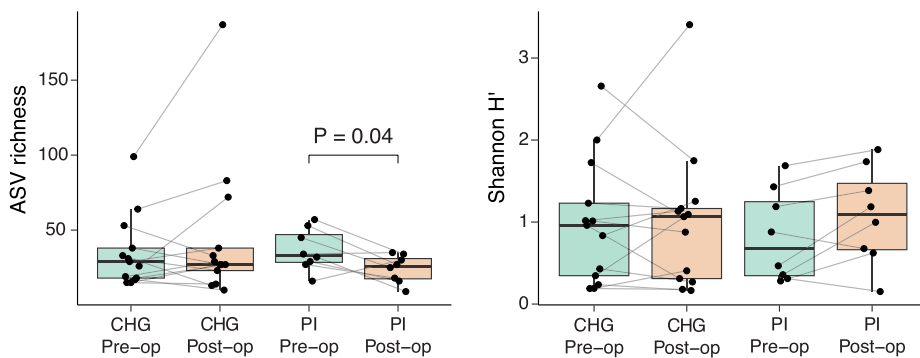 ASV richness
150
100
50
P = 0.04
CHG
Pre−op
CHG
Post−op
PI
Pre−op
PI
Post−op
Shannon H'
3
2
1
0
CHG
Pre−op
CHG
Post−op
PI
Pre−op
PI
Post−op